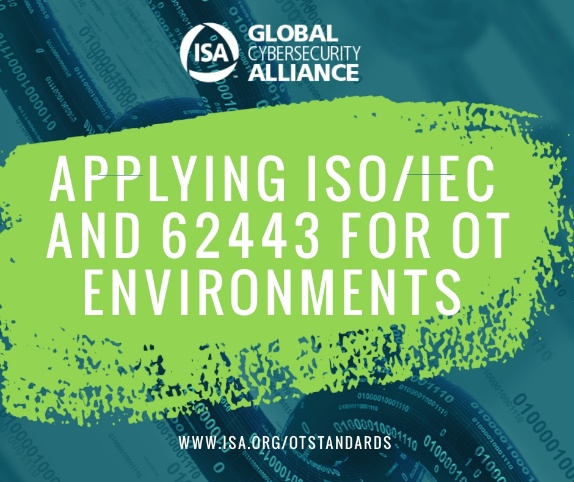 ISA
GLOBAL
CYBERSECURITY
ALLIANCE
APPLYING ISO/IEC
AND 62443 FOR OT
ENVIRONMENTS
WWW.ISA.ORG/OTSTANDARDS